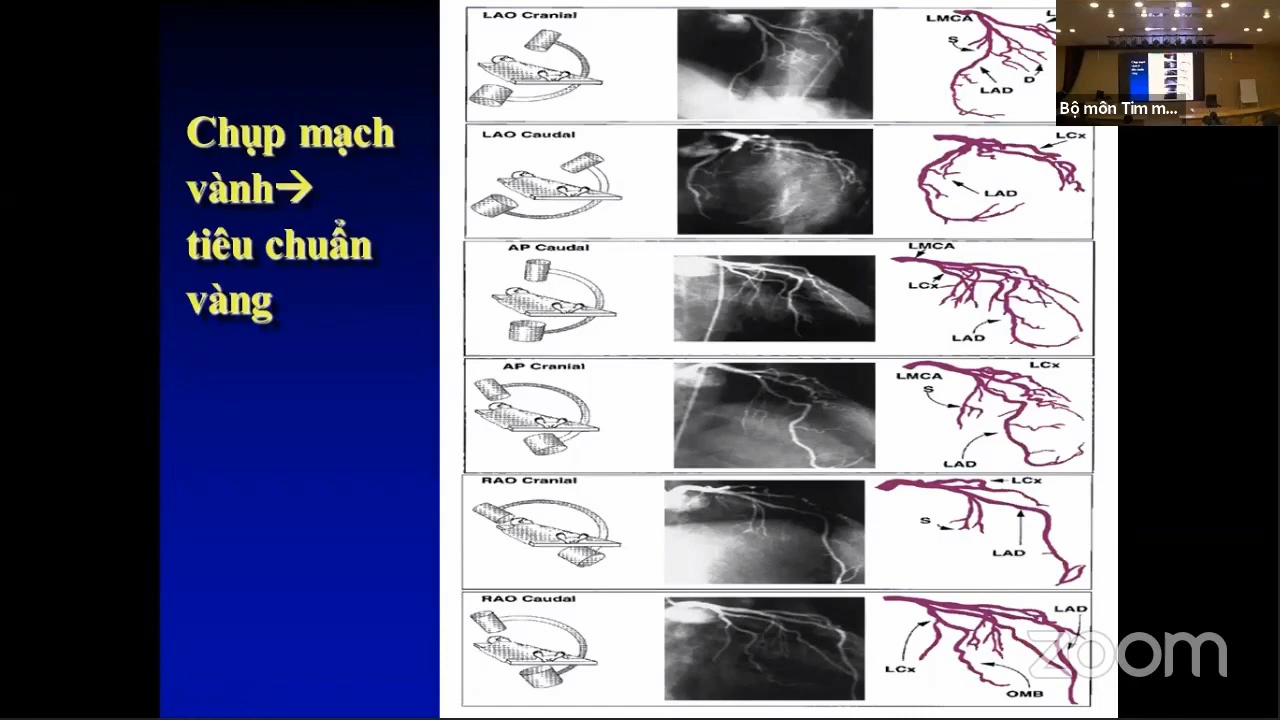 Chụp mạch
vành→
tiêu chuẩn
vàng
LAO Cranial
LMCA
S
D
LAD
Bộ môn Tim m...
LAO Caudal
LCx
LAD
AP Caudal
LMCA
LCx
LAD
AP Cranial
LMCA
LCx
S
LAD
RAO Cranial
LCx
S
LAD
RAO Caudal
LAD
LCx
OMB
zoom